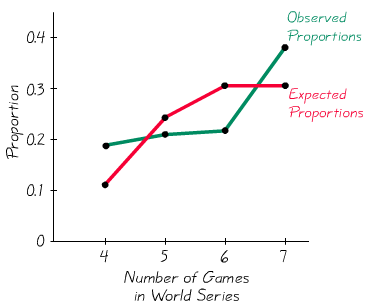 Observed
Proportions
0.4
0.3
Expected
Proportions
0.2
0.1
0
Proportion
4 5 6 7
Number of Games
in World Series